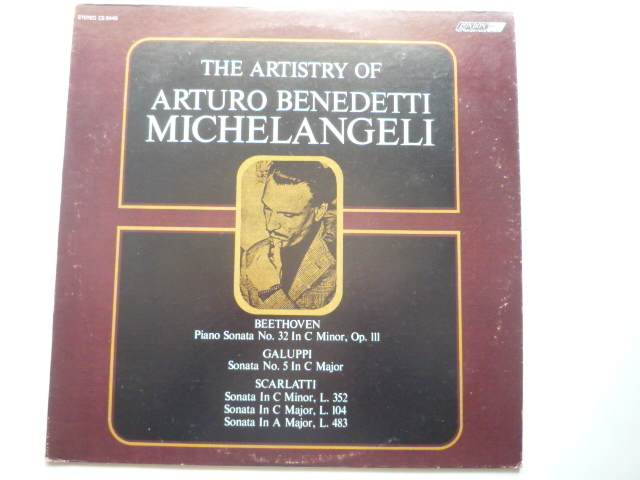 STEREO CS 6446
LONDON
THE ARTISTRY OF
ARTURO BENEDETTI
MICHELANGELI
BEETHOVEN
Piano Sonata No. 32 In C Minor, Op. 111
GALUPPI
Sonata No. 5 In C Major
SCARLATTI
Sonata In C Minor, L. 352
Sonata In C Major, L. 104
Sonata In A Major, L. 483